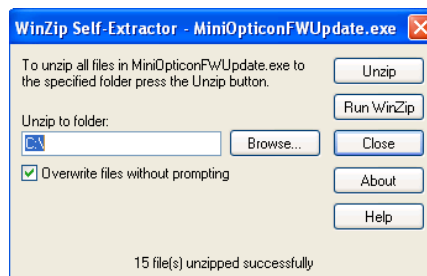 WinZip Self-Extractor - MiniOpticonFWUpdate.exe
To unzip all files in MiniOpticonFWUpdate.exe to
the specified folder press the Unzip button.
Unzip to folder:
C:\
Browse...
Overwrite files without prompting
Unzip
Run WinZip
Close
About
Help
15 file(s) unzipped successfully